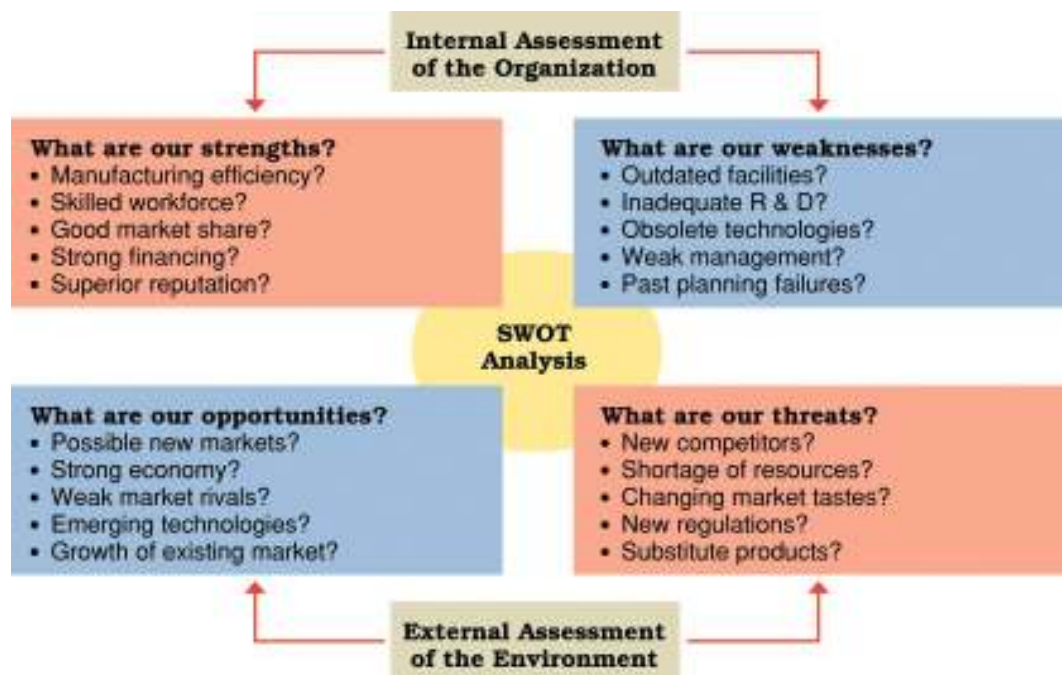 Internal Assessment
of the Organization
What are our strengths?
• Manufacturing efficiency?
• Skilled workforce?
• Good market share?
• Strong financing?
• Superior reputation?
What are our weaknesses?
• Outdated facilities?
• Inadequate R & D?
• Obsolete technologies?
• Weak management?
• Past planning failures?
SWOT
Analysis
What are our opportunities?
• Possible new markets?
• Strong economy?
• Weak market rivals?
• Emerging technologies?
• Growth of existing market?
What are our threats?
• New competitors?
• Shortage of resources?
• Changing market tastes?
• New regulations?
• Substitute products?
External Assessment
of the Environment